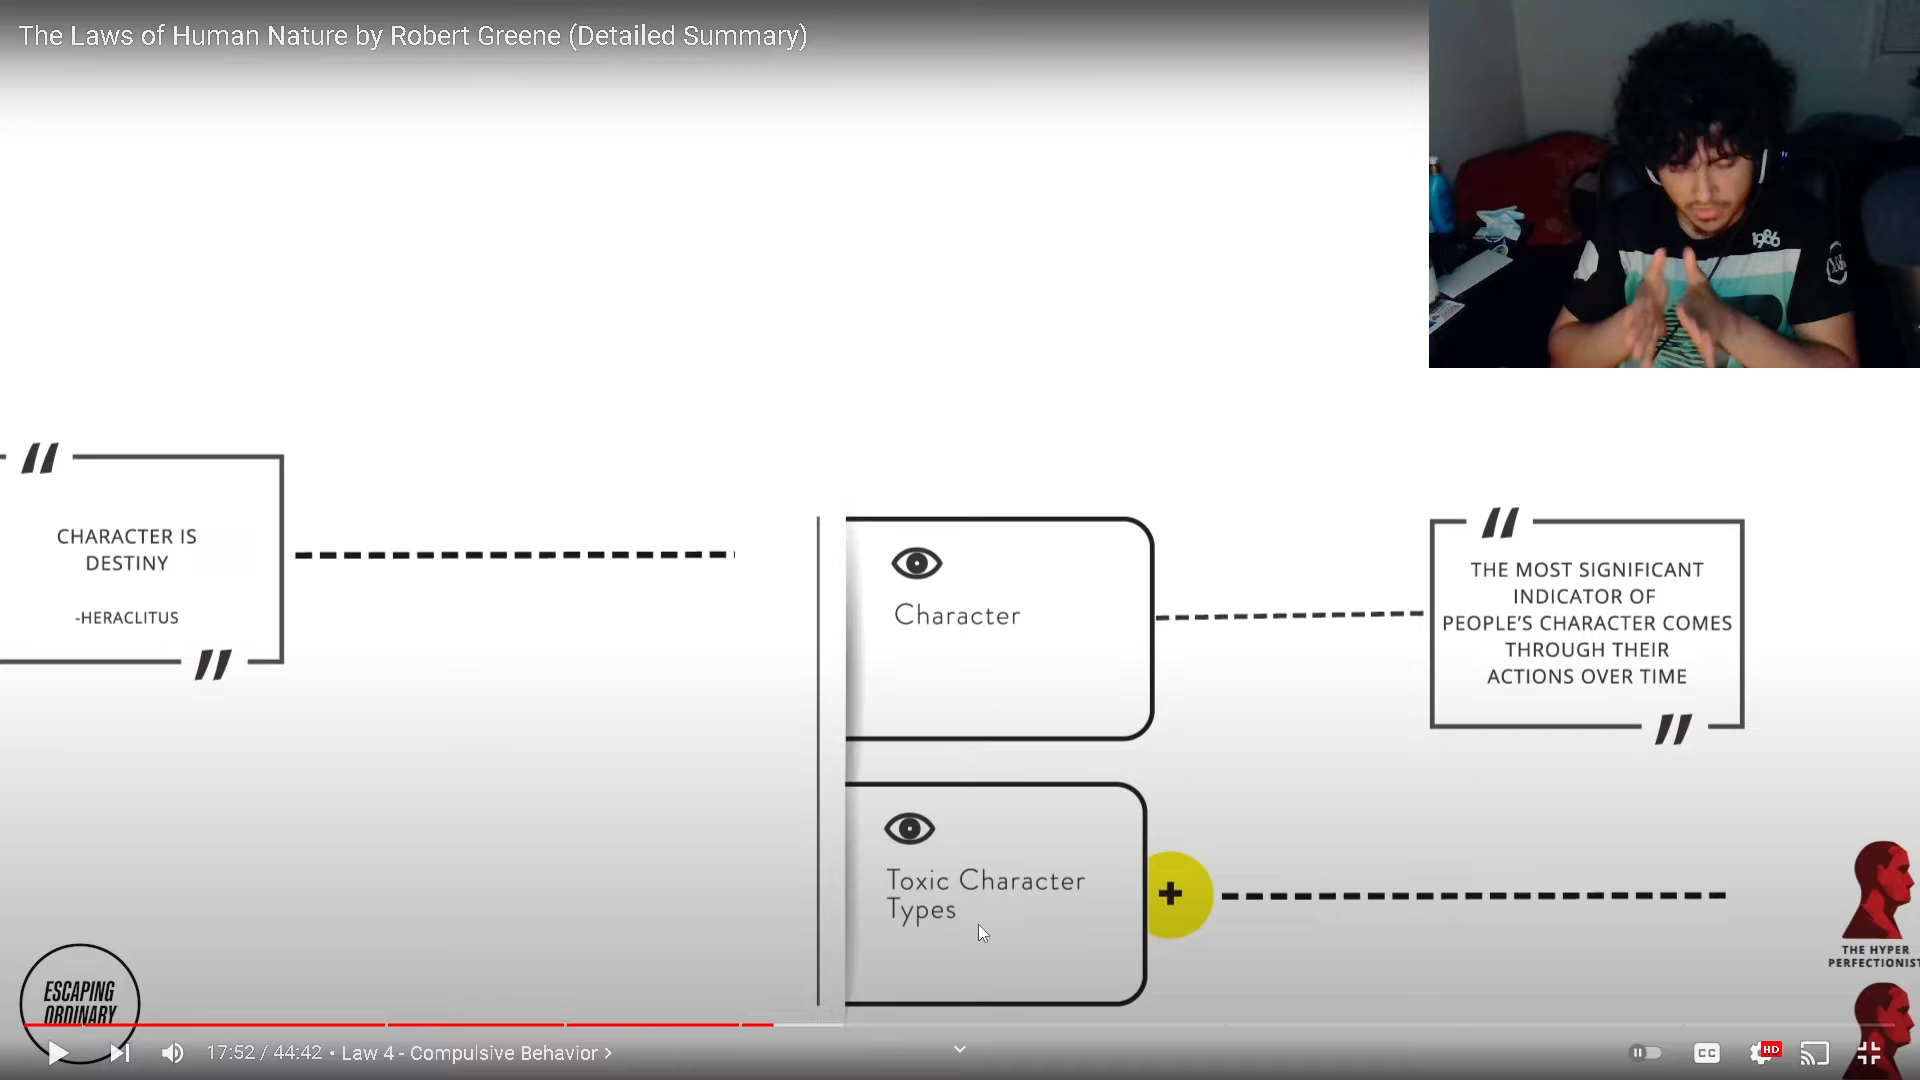 The Laws of Human Nature by Robert Greene (Detailed Summary)
1986
CHARACTER IS
DESTINY
-HERACLITUS
Character
THE MOST SIGNIFICANT
INDICATOR OF
PEOPLE'S CHARACTER COMES
THROUGH THEIR
ACTIONS OVER TIME
Toxic Character
Types
THE HYPER
PERFECTIONIST
ESCAPING
ORDINARY
17:52 / 44:42 • Law 4 - Compulsive Behavior >
CC
HD